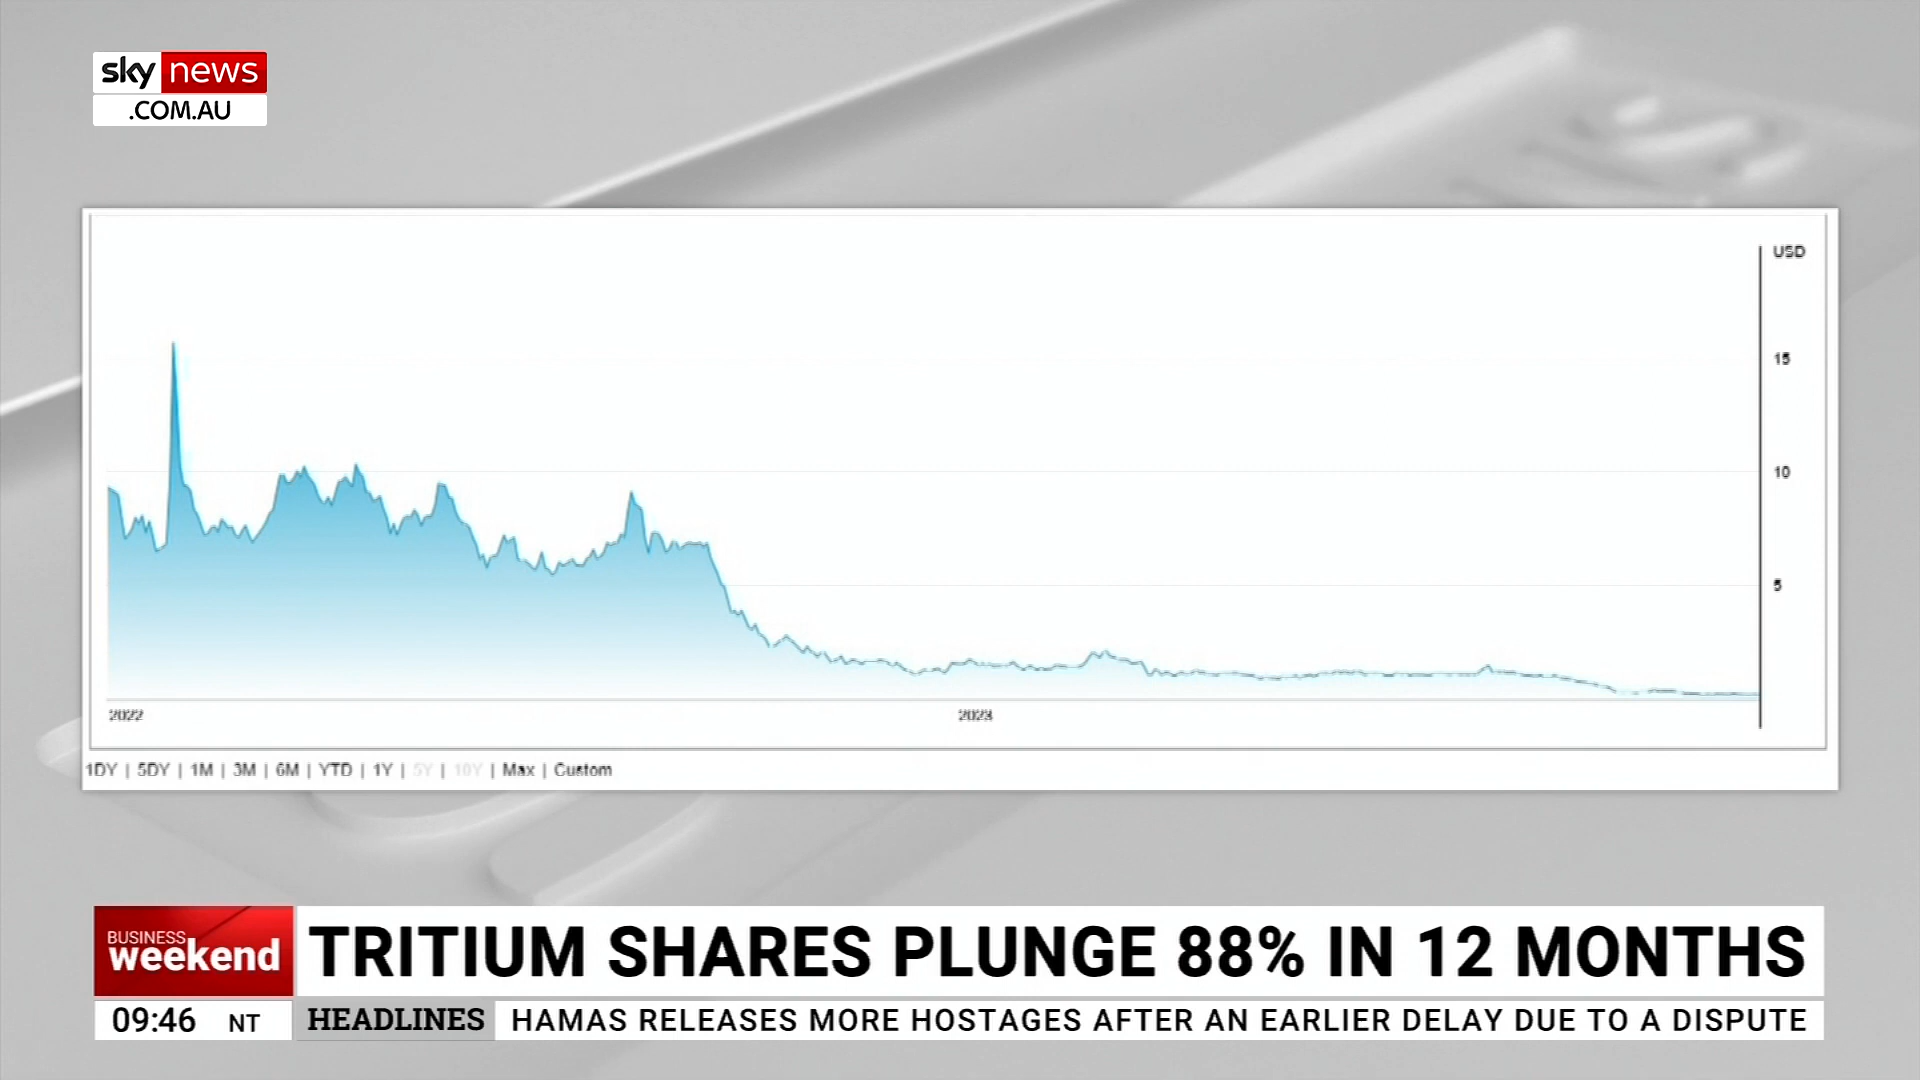 sky news
.COM.AU
USD
15
10
5
2022 2023
1DY | 5DY | 1M | 3M | 6M | YTD | 1Y | 5Y | 10Y | Max | Custom
BUSINESS
weekend
TRITIUM SHARES PLUNGE 88% IN 12 MONTHS
09:46 NT HEADLINES HAMAS RELEASES MORE HOSTAGES AFTER AN EARLIER DELAY DUE TO A DISPUTE